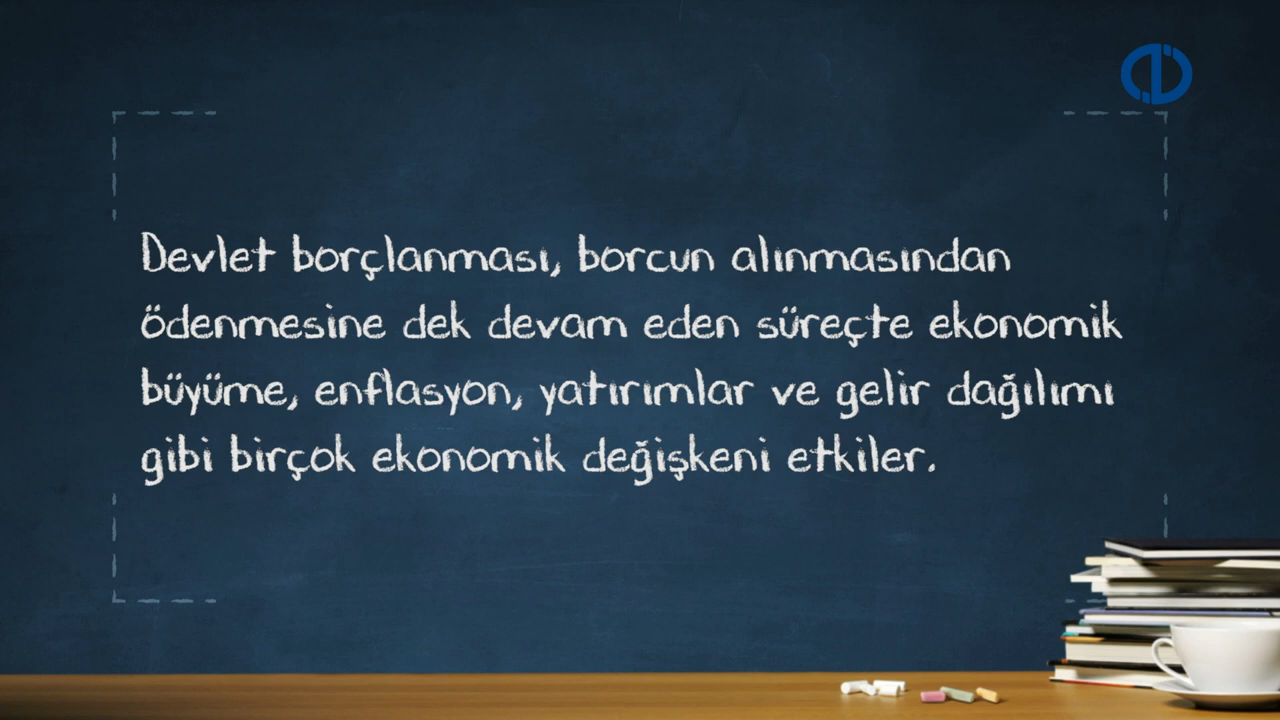 Devlet borçlanması, borcun alınmasından
ödenmesine dek devam eden süreçte ekonomik
büyüme, enflasyon, yatırımlar ve gelir dağılımı
gibi birçok ekonomik değişkeni etkiler.